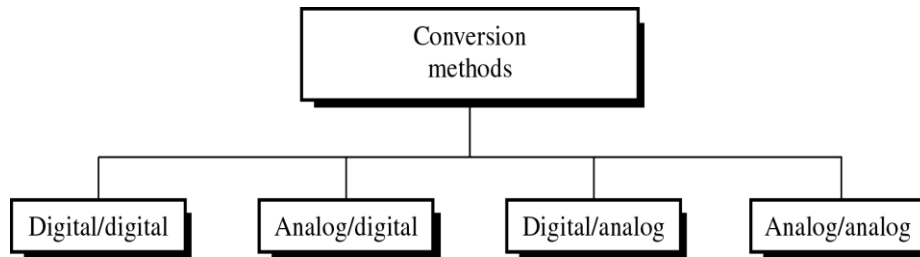 Conversion
methods
Digital/digital
Analog/digital
Digital/analog
Analog/analog